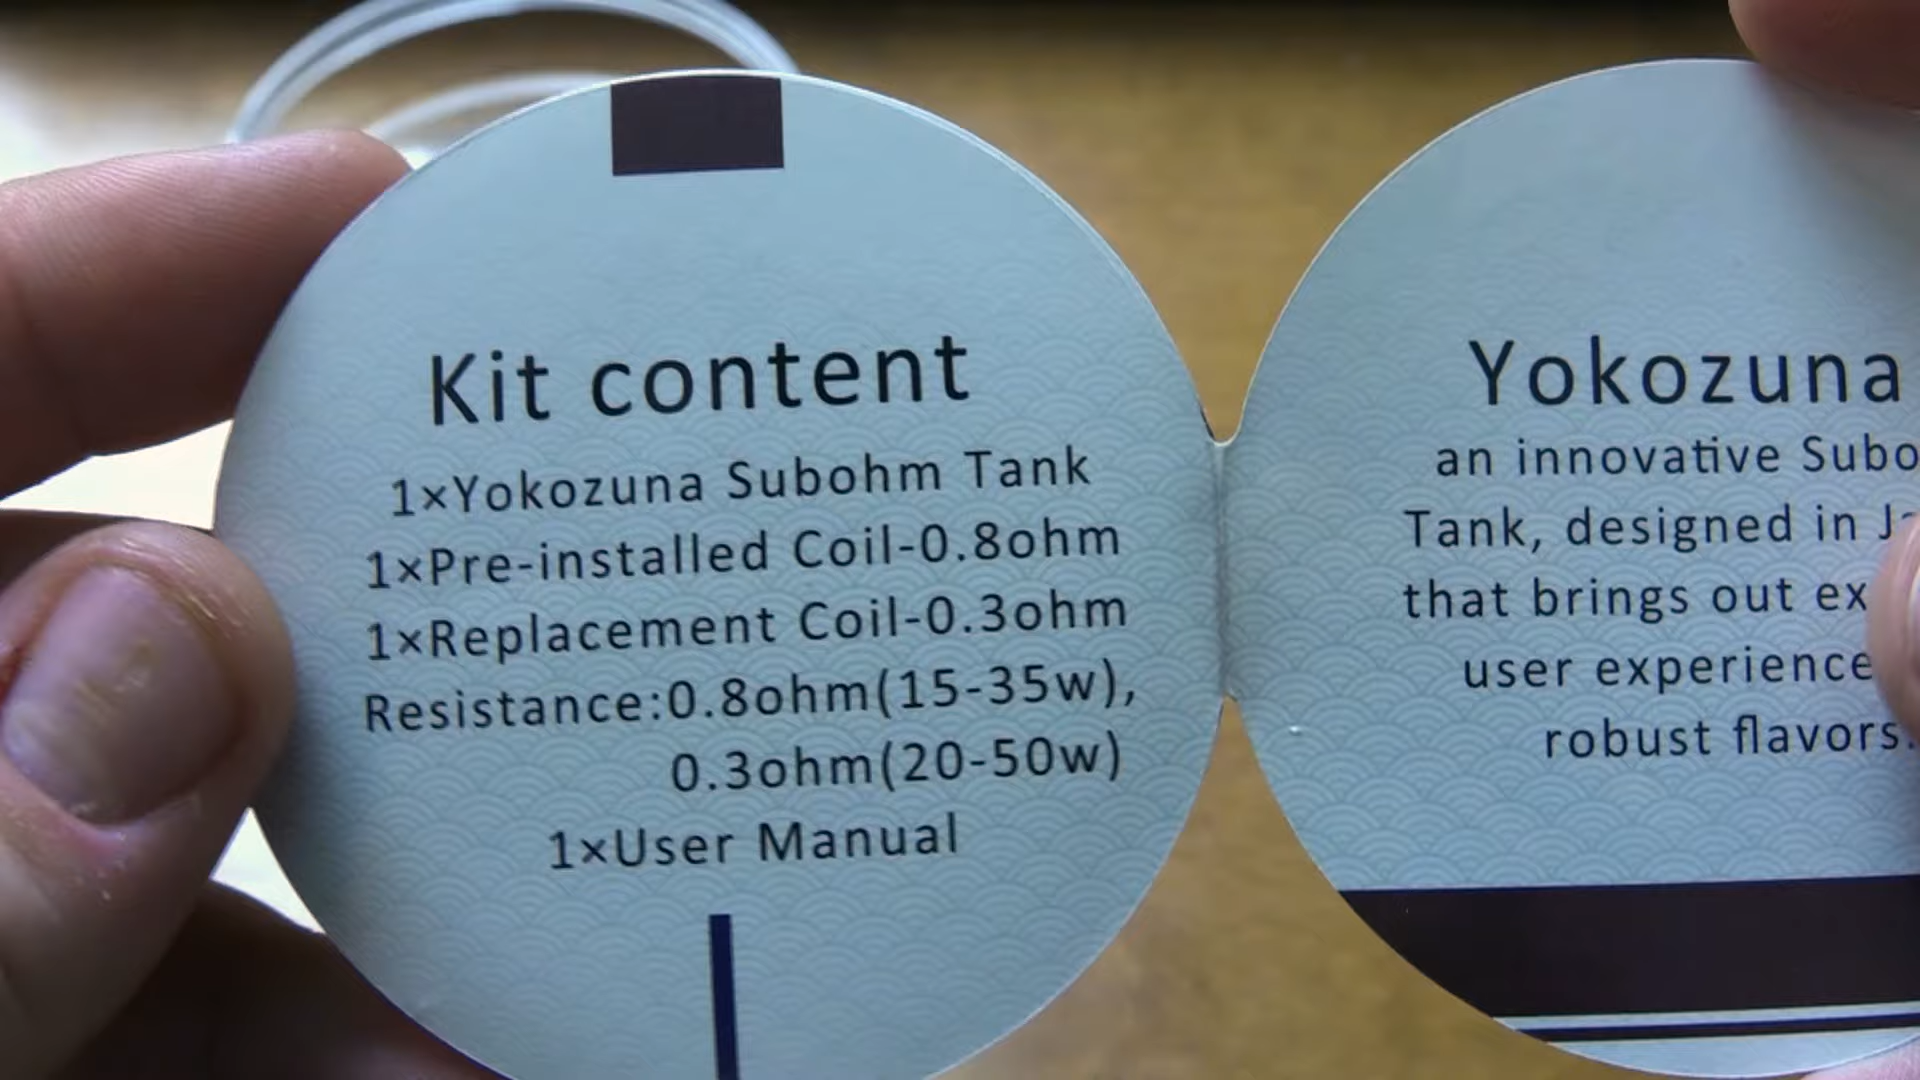 Kit content
1×Yokozuna Subohm Tank
1×Pre-installed Coil-0.8ohm
1×Replacement Coil-0.3ohm
Resistance:0.8ohm(15-35w),
0.3ohm(20-50w)
1×User Manual
Yokozuna
an innovative
Tank, designed in
that brings out
user experience
robust flavors.